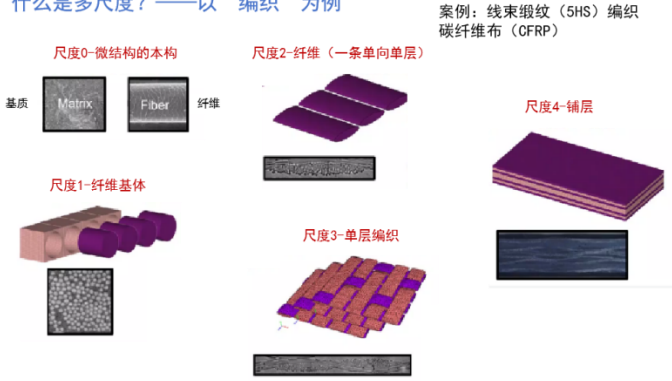 什么是多尺度？——以“编织”为例
案例：线束缎纹（5HS）编织
碳纤维布（CFRP）
尺度0-微结构的本构
基质
Matrix
Fiber
纤维
尺度1-纤维基体
尺度2-纤维（一条单向单层）
尺度3-单层编织
尺度4-铺层